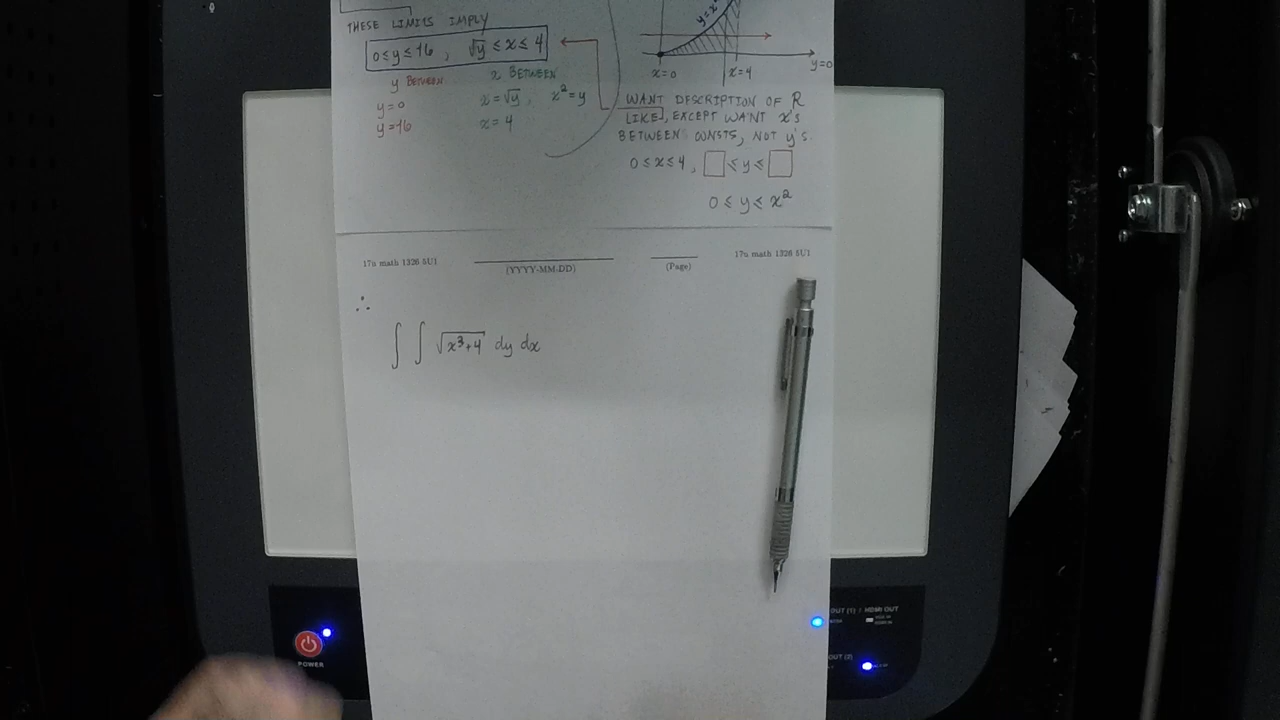 THESE LIMITS IMPLY
0≤y≤16 , √y ≤ x ≤ 4
y BETWEEN
y=0
y=16
x BETWEEN
x=√y , x²=y
x=4
y=x²
x=0
x=4
y=0
WANT DESCRIPTION OF R
LIKE, EXCEPT WANT x's
BETWEEN CONSTS, NOT y's.
0≤x≤4, □≤y≤□
0≤y≤x²
17u math 1326 5U1
(YYYY-MM-DD)
(Page)
17u math 1326 5U1
∴
∫∫ √x³+4 dy dx
POWER
OUT (1) / HDMI OUT
OUT (2)